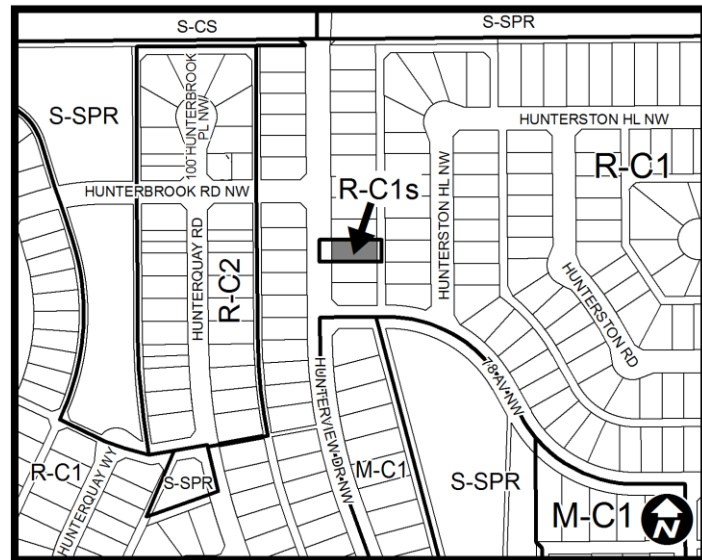 S-CS
S-SPR
S-SPR
100 HUNTERBROOK
PL NW
HUNTERSTON HL NW
R-C1
HUNTERBROOK RD NW
R-C1s
HUNTERSTON HL NW
HUNTERQUAY RD
R-C2
HUNTERSTON RD
HUNTERVIEW DR NW
78 AV NW
R-C1
HUNTERQUAY WY
S-SPR
M-C1
S-SPR
M-C1
N